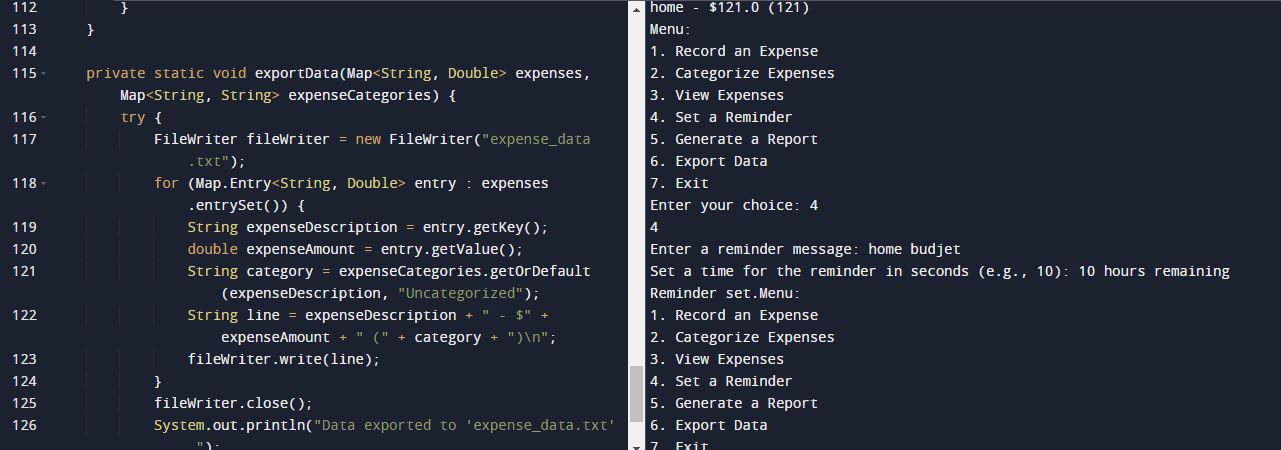 112 }
113 }
114
115 private static void exportData(Map<String, Double> expenses,
Map<String, String> expenseCategories) {
116 try {
117 FileWriter fileWriter = new FileWriter("expense_data
.txt");
118 for (Map.Entry<String, Double> entry : expenses
.entrySet()) {
119 String expenseDescription = entry.getKey();
120 double expenseAmount = entry.getValue();
121 String category = expenseCategories.getOrDefault
(expenseDescription, "Uncategorized");
122 String line = expenseDescription + " - $" +
expenseAmount + " (" + category + ")\n";
123 fileWriter.write(line);
124 }
125 fileWriter.close();
126 System.out.println("Data exported to 'expense_data.txt'
");
home - $121.0 (121)
Menu:
1. Record an Expense
2. Categorize Expenses
3. View Expenses
4. Set a Reminder
5. Generate a Report
6. Export Data
7. Exit
Enter your choice: 4
4
Enter a reminder message: home budjet
Set a time for the reminder in seconds (e.g., 10): 10 hours remaining
Reminder set.Menu:
1. Record an Expense
2. Categorize Expenses
3. View Expenses
4. Set a Reminder
5. Generate a Report
6. Export Data
7. Exit